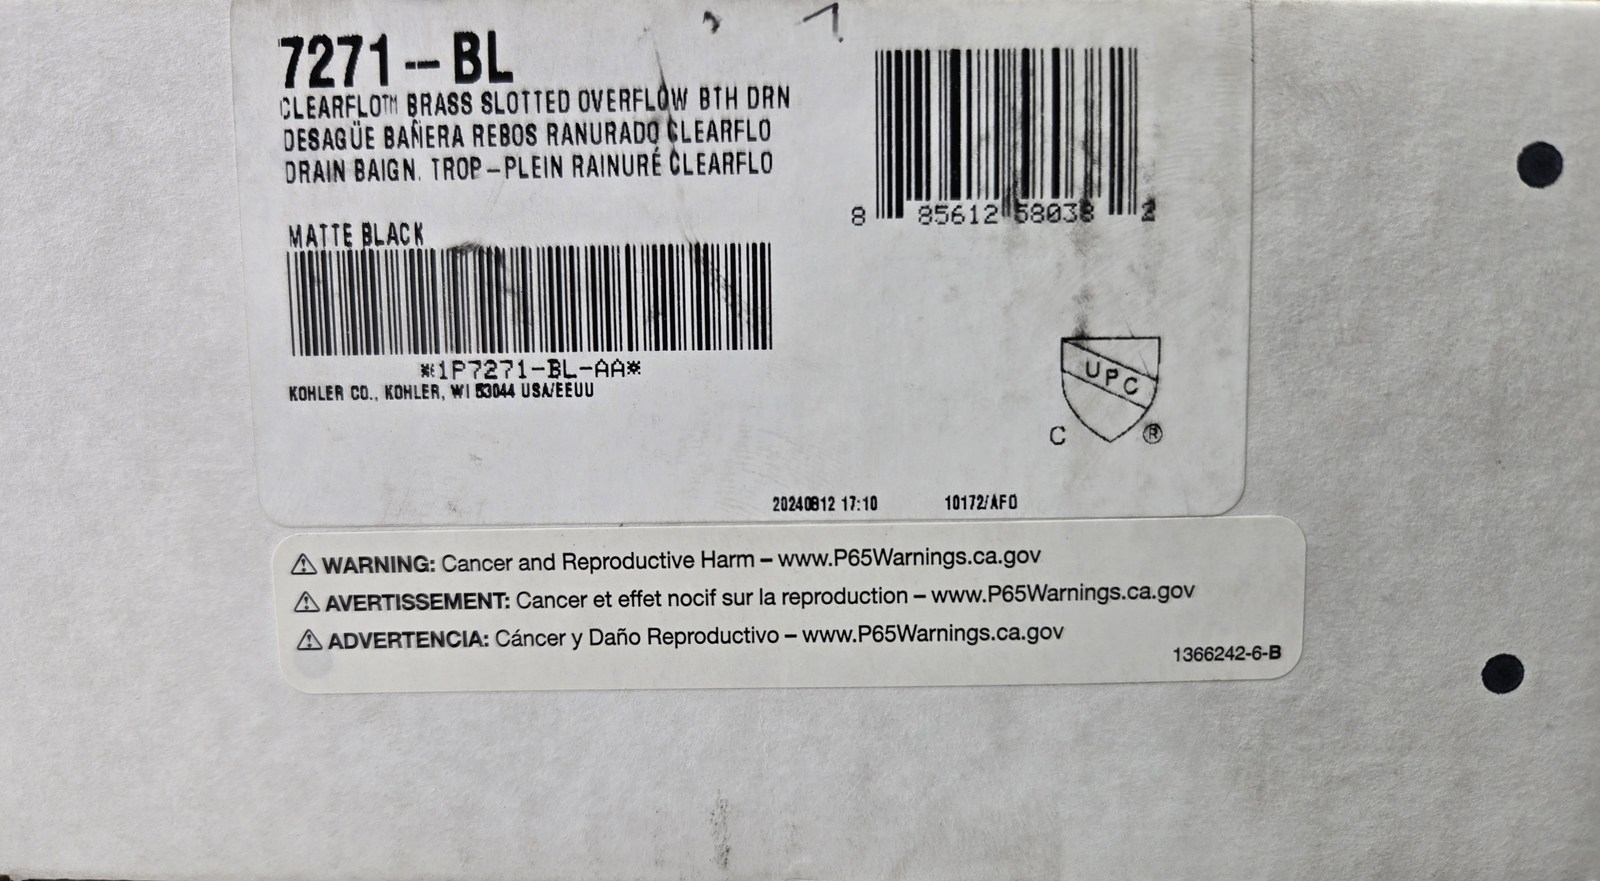 7271-BL
CLEARFLO™ BRASS SLOTTED OVERFLOW BTH DRN
DESAGÜE BAÑERA REBOS RANURADO CLEARFLO
DRAIN BAIGN. TROP-PLEIN RAINURÉ CLEARFLO
8 85612 58038 2
MATTE BLACK
*1P7271-BL-AA*
KOHLER CO., KOHLER, WI 53044 USA/EEUU
UPC
C ®
20240812 17:10 10172/AFO
⚠ WARNING: Cancer and Reproductive Harm – www.P65Warnings.ca.gov
⚠ AVERTISSEMENT: Cancer et effet nocif sur la reproduction – www.P65Warnings.ca.gov
⚠ ADVERTENCIA: Cáncer y Daño Reproductivo – www.P65Warnings.ca.gov
1366242-6-B